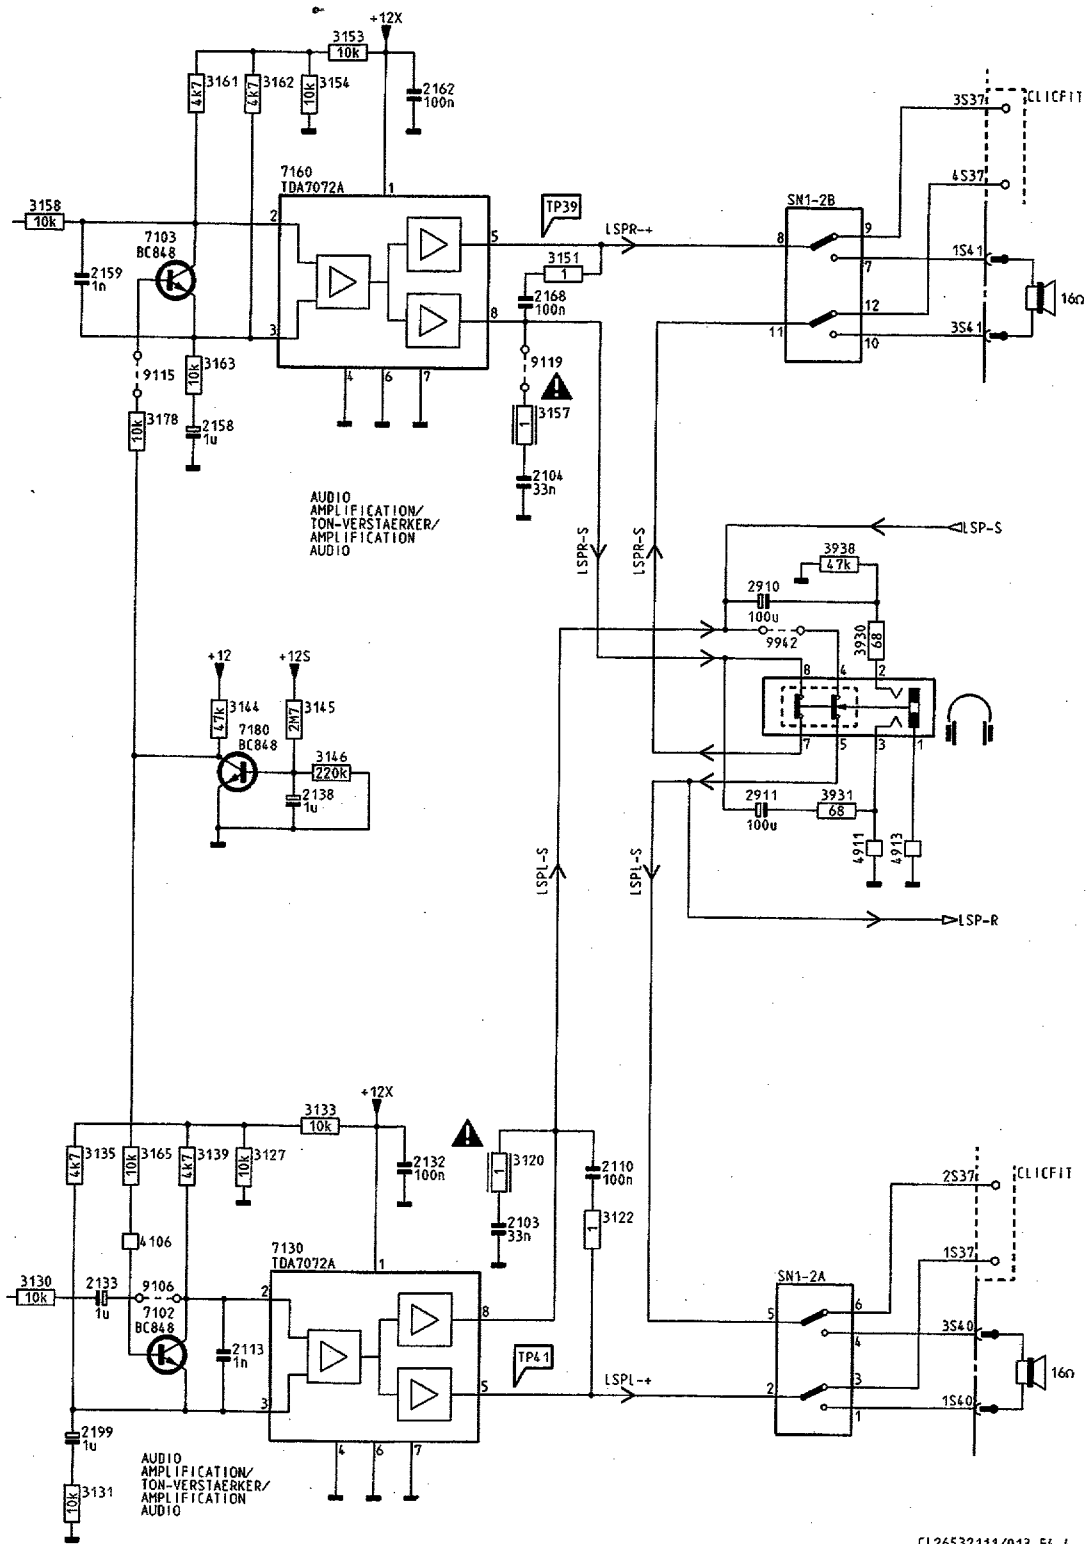 +12X
3153
10k
3161
4k7
3162
4k7
3154
10k
2162
100n
7160
TDA7072A
1
3158
10k
2
7103
BC848
2159
1n
3
5
8
4
6
7
TP39
LSPR-+
3151
1
2168
100n
9119
3157
1
2104
33n
9115
3163
10k
3178
10k
2158
1u
AUDIO
AMPLIFICATION/
TON-VERSTAERKER/
AMPLIFICATION
AUDIO
SN1-2B
8
9
7
11
12
10
3S37
CLICFIT
4S37
1S41
3S41
16Ω
LSPR-S
LSPR-S
LSP-S
3938
47k
2910
100u
9942
3930
68
8
4
2
7
5
3
1
2911
100u
3931
68
4911
4913
LSP-R
+12
+12S
3144
47k
3145
2M7
7180
BC848
3146
220k
2138
1u
LSPL-S
LSPL-S
+12X
3133
10k
3135
4k7
3165
10k
3139
4k7
3127
10k
2132
100n
3120
1
2103
33n
2110
100n
3122
1
4106
7130
TDA7072A
1
3130
10k
2133
1u
9106
2
7102
BC848
2113
1n
3
8
5
4
6
7
TP41
LSPL-+
2199
1u
3131
10k
AUDIO
AMPLIFICATION/
TON-VERSTAERKER/
AMPLIFICATION
AUDIO
SN1-2A
5
6
4
2
3
1
2S37
CLICFIT
1S37
3S40
1S40
16Ω